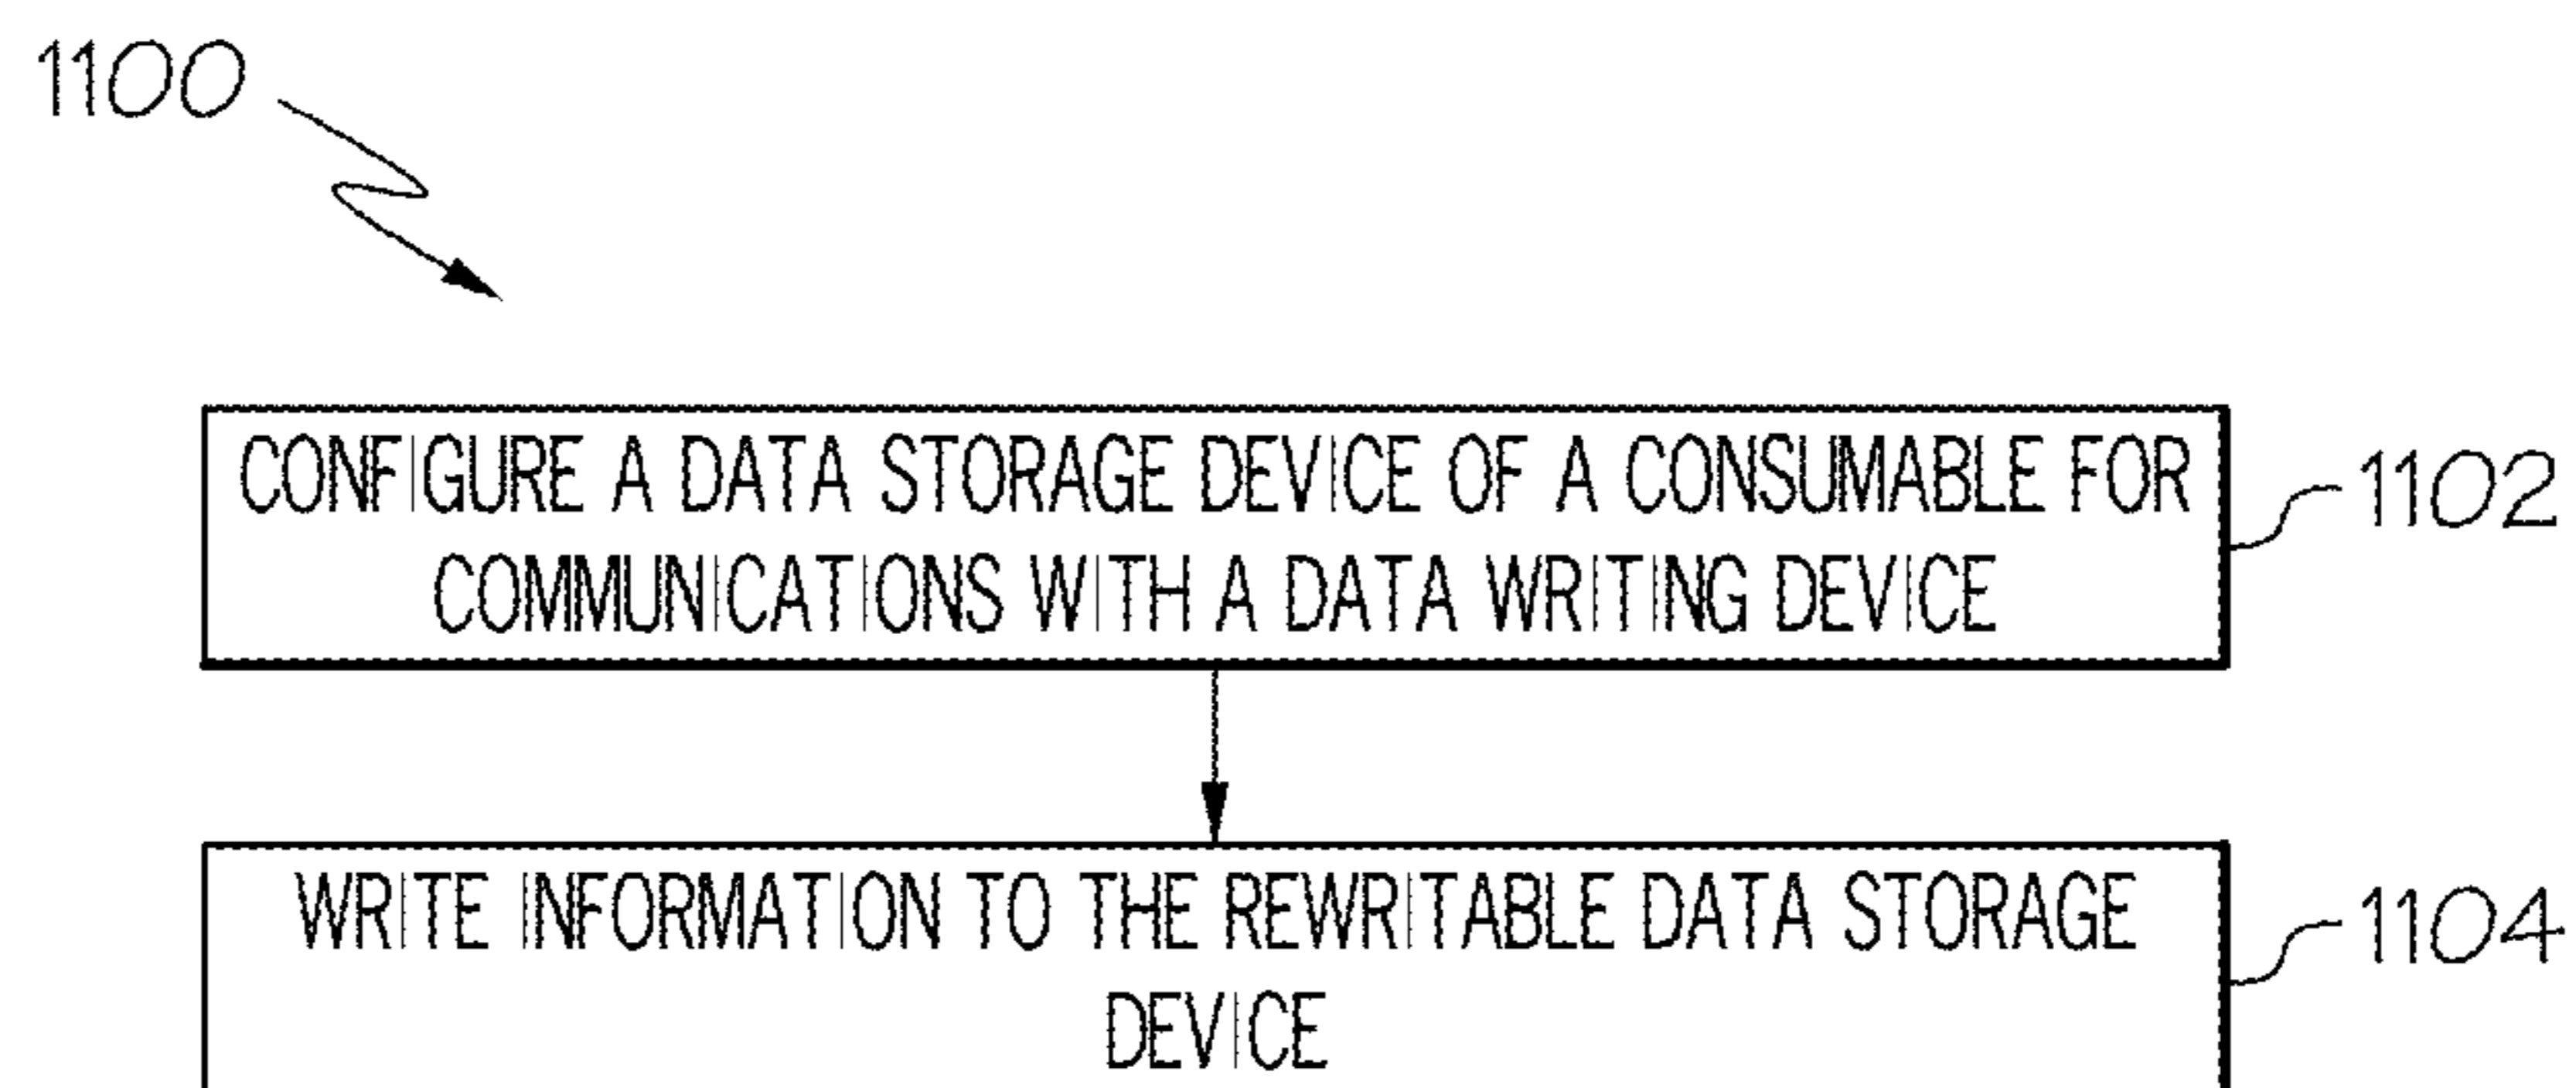 1100
CONFIGURE A DATA STORAGE DEVICE OF A CONSUMABLE FOR
COMMUNICATIONS WITH A DATA WRITING DEVICE
1102
WRITE INFORMATION TO THE REWRITABLE DATA STORAGE
DEVICE
1104